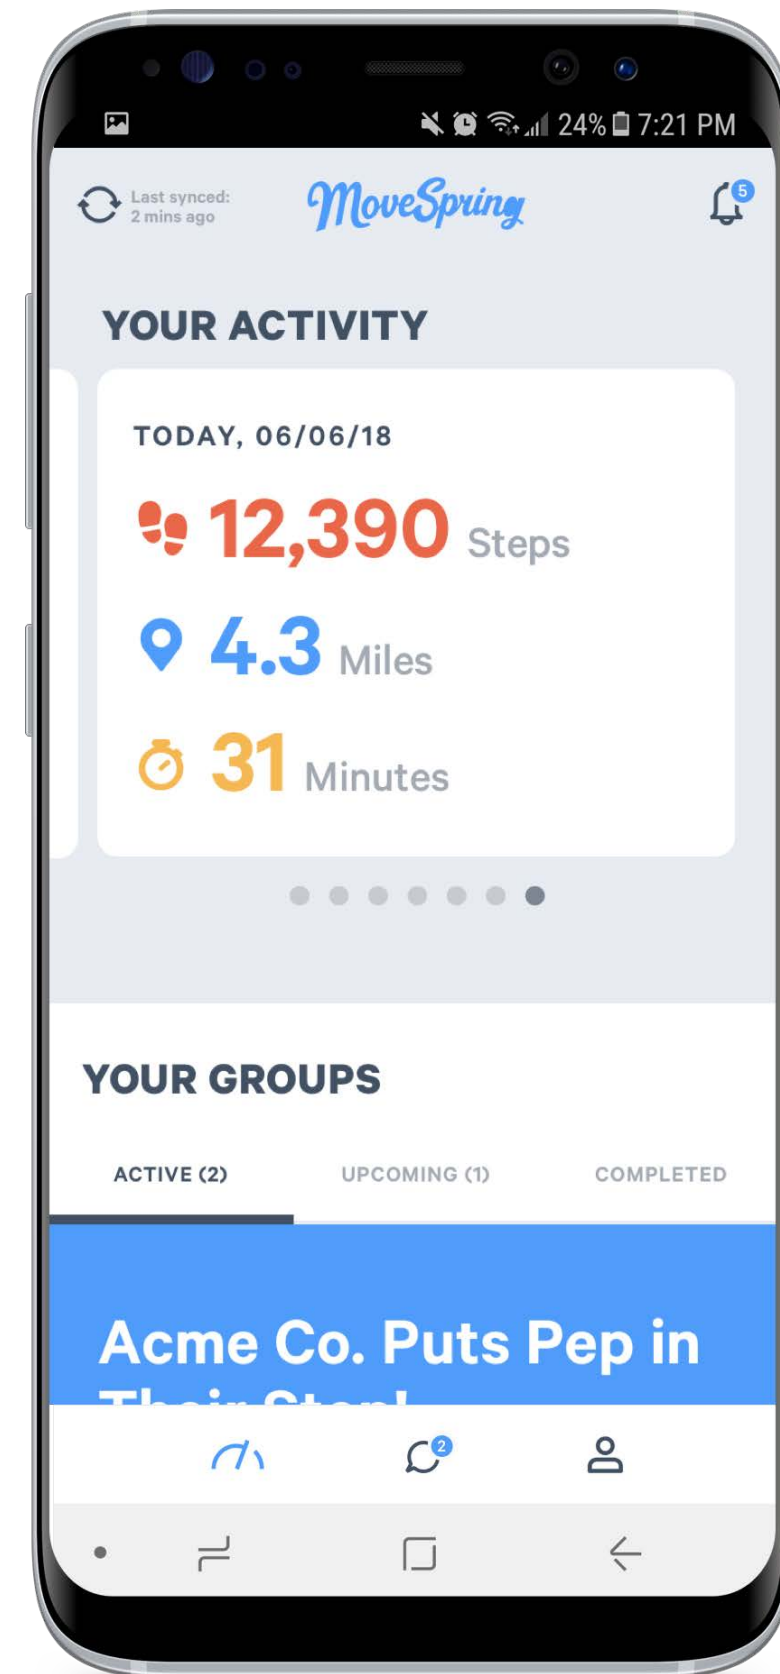 24% 7:21 PM
Last synced:
2 mins ago
MoveSpring
5
YOUR ACTIVITY
TODAY, 06/06/18
12,390 Steps
4.3 Miles
31 Minutes
YOUR GROUPS
ACTIVE (2) UPCOMING (1) COMPLETED
Acme Co. Puts Pep in
Their Step!
2